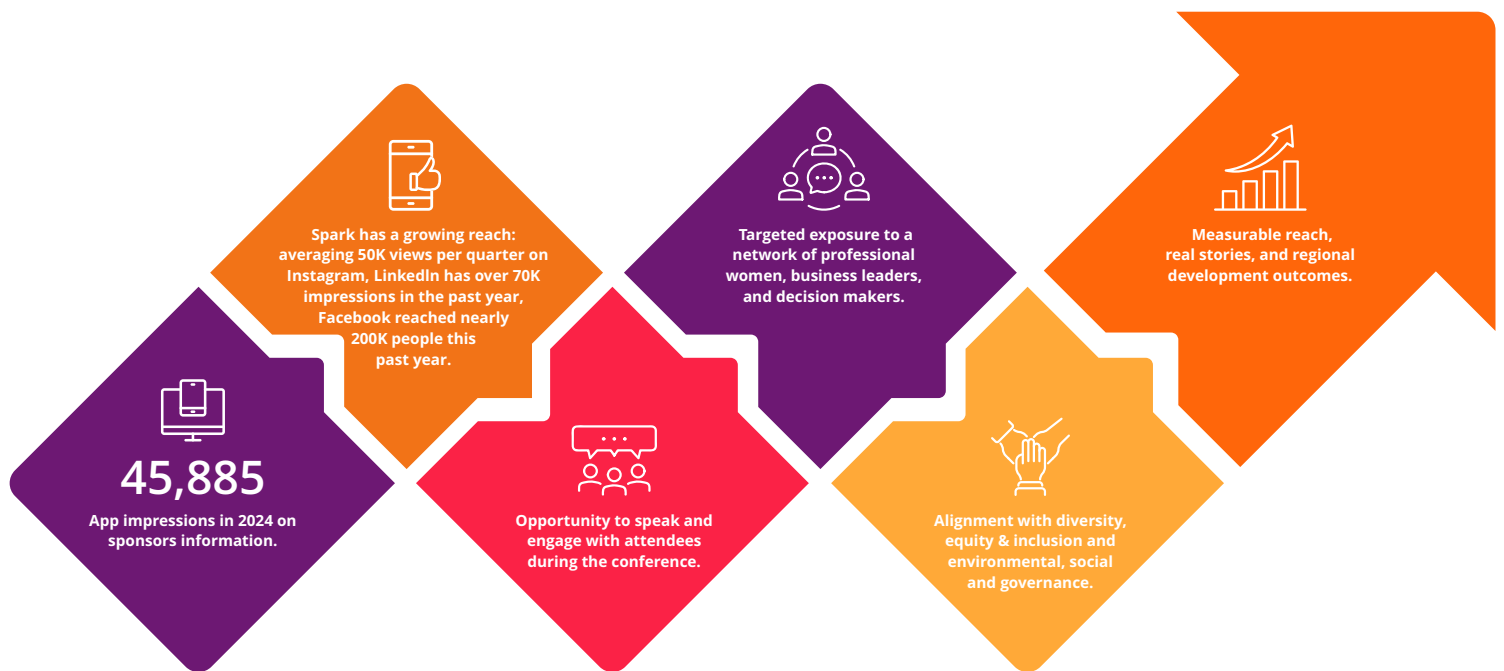 45,885
App impressions in 2024 on
sponsors information.
Spark has a growing reach:
averaging 50K views per quarter on
Instagram, LinkedIn has over 70K
impressions in the past year,
Facebook reached nearly
200K people this
past year.
Opportunity to speak and
engage with attendees
during the conference.
Targeted exposure to a
network of professional
women, business leaders,
and decision makers.
Alignment with diversity,
equity & inclusion and
environmental, social
and governance.
Measurable reach,
real stories, and regional
development outcomes.